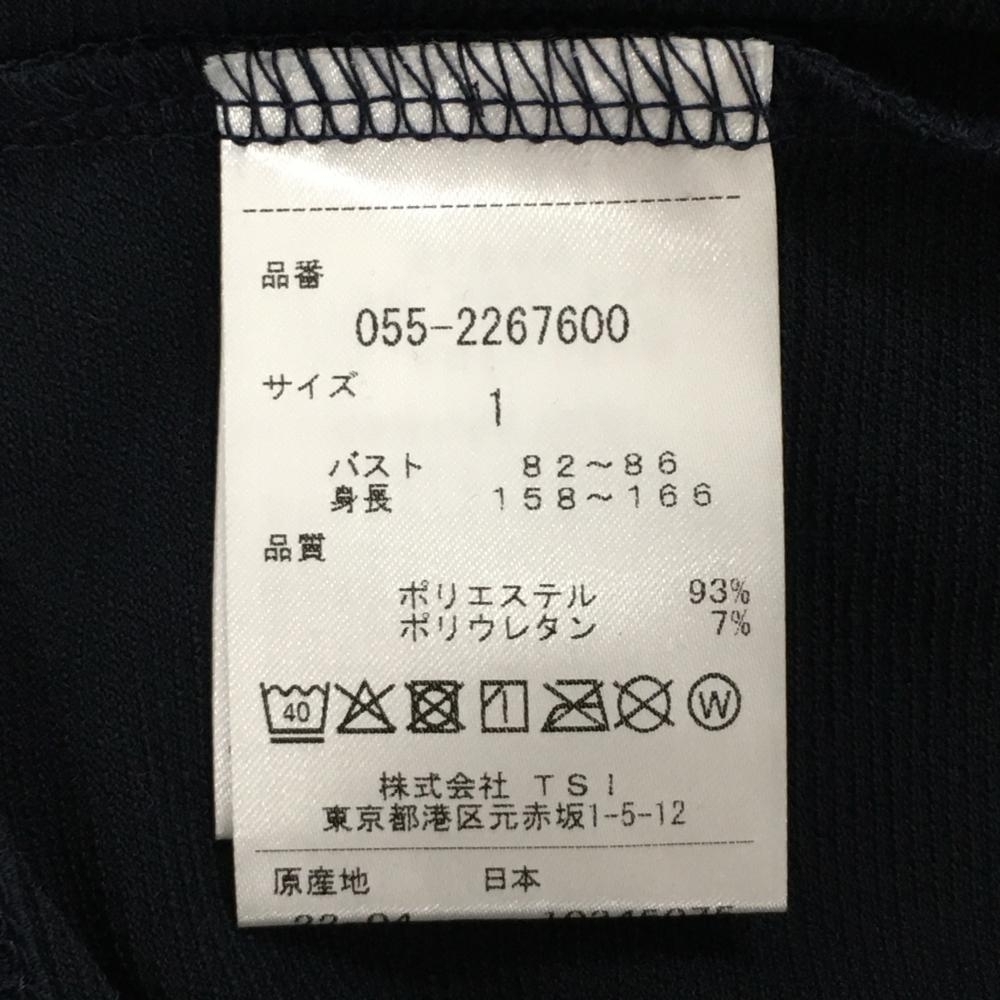 品番
055-2267600
サイズ
1
バスト 82～86
身長 158～166
品質
ポリエステル 93%
ポリウレタン 7%
40 W
株式会社 TSI
東京都港区元赤坂1-5-12
原産地 日本